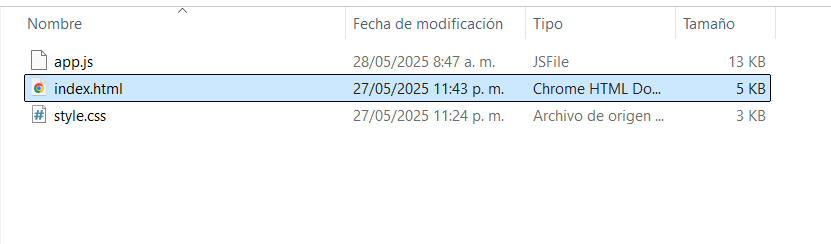 Nombre Fecha de modificación Tipo Tamaño
app.js 28/05/2025 8:47 a. m. JSFile 13 KB
index.html 27/05/2025 11:43 p. m. Chrome HTML Do... 5 KB
style.css 27/05/2025 11:24 p. m. Archivo de origen ... 3 KB